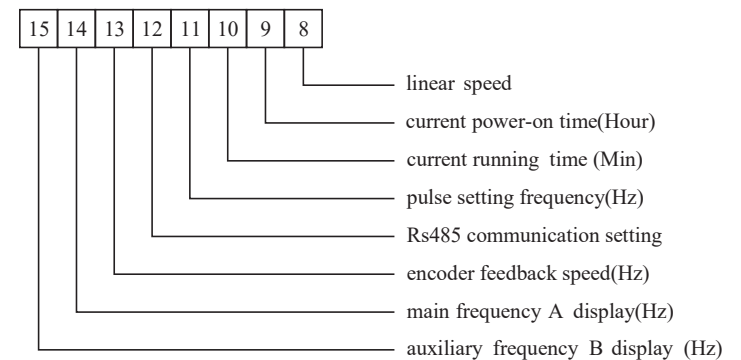 15 14 13 12 11 10 9 8
linear speed
current power-on time(Hour)
current running time (Min)
pulse setting frequency(Hz)
Rs485 communication setting
encoder feedback speed(Hz)
main frequency A display(Hz)
auxiliary frequency B display (Hz)